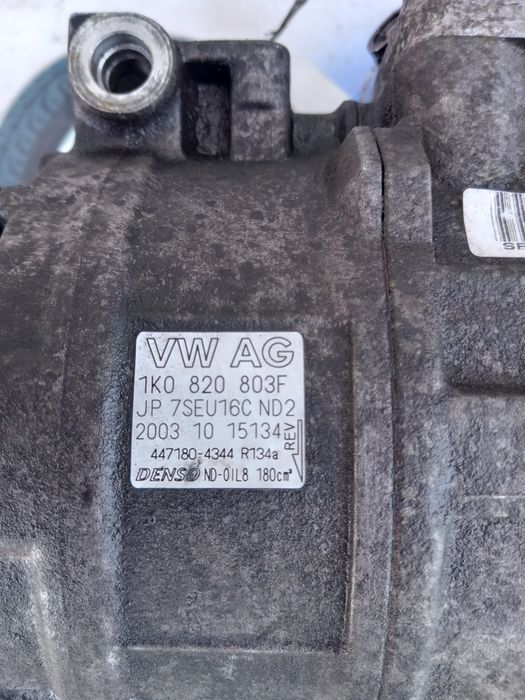 VW AG
1K0 820 803F
JP 7SEU16C ND2
2003 10 15134
REV
447180-4344 R134a
DENSO ND-OIL8 180cm³